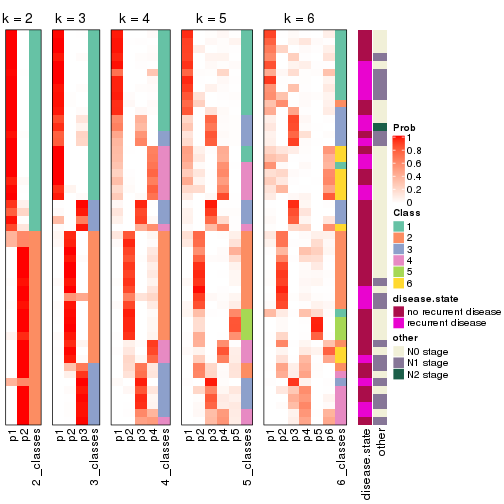 k = 2
k = 3
k = 4
k = 5
k = 6
Prob
1
0.8
0.6
0.4
0.2
0
Class
1
2
3
4
5
6
disease.state
no recurrent disease
recurrent disease
other
N0 stage
N1 stage
N2 stage
p1
p2
2_classes
p1
p2
p3
3_classes
p1
p2
p3
p4
4_classes
p1
p2
p3
p4
p5
5_classes
p1
p2
p3
p4
p5
p6
6_classes
disease.state
other